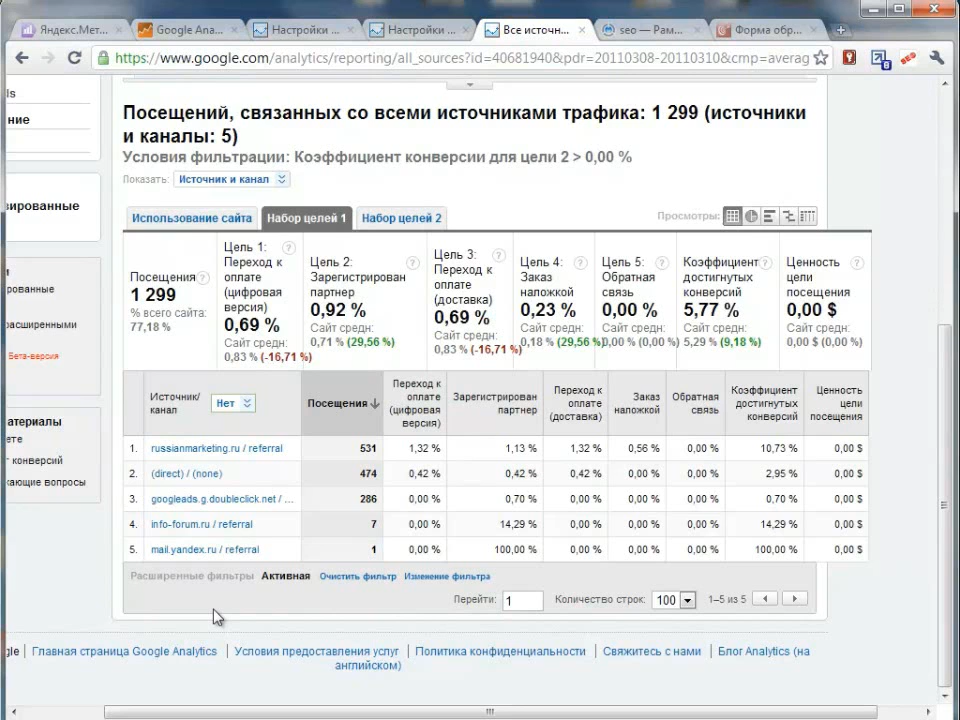 Яндекс.Мет...
Google Ana...
Настройки ...
Настройки ...
Все источн...
seo — Рам...
Форма обр...
https://www.google.com/analytics/reporting/all_sources?id=40681940&pdr=20110308-20110310&cmp=averag
ls
ние
зированные
рованные
расширенными
Бета-версия
атериалы
ете
конверсий
кающие вопросы
Посещений, связанных со всеми источниками трафика: 1 299 (источники
и каналы: 5)
Условия фильтрации: Коэффициент конверсии для цели 2 > 0,00 %
Показать: Источник и канал
Использование сайта Набор целей 1 Набор целей 2 Просмотры:
Посещения ?
1 299
% всего сайта:
77,18 %
Цель 1: ?
Переход к
оплате
(цифровая
версия)
0,69 %
Сайт средн:
0,83 % (-16,71 %)
Цель 2: ?
Зарегистрирован
партнер
0,92 %
Сайт средн:
0,71 % (29,56 %)
Цель 3: ?
Переход к
оплате
(доставка)
0,69 %
Сайт средн:
0,83 % (-16,71 %)
Цель 4: ?
Заказ
наложкой
0,23 %
Сайт средн:
0,18 % (29,56 %)
Цель 5: ?
Обратная
связь
0,00 %
Сайт средн:
0,00 % (0,00 %)
Коэффициент ?
достигнутых
конверсий
5,77 %
Сайт средн:
5,29 % (9,18 %)
Ценность ?
цели
посещения
0,00 $
Сайт средн:
0,00 $ (0,00 %)
Источник/
канал
Нет
Посещения
Переход к
оплате
(цифровая
версия)
Зарегистрирован
партнер
Переход к
оплате
(доставка)
Заказ
наложкой
Обратная
связь
Коэффициент
достигнутых
конверсий
Ценность
цели
посещения
1. russianmarketing.ru / referral 531 1,32 % 1,13 % 1,32 % 0,56 % 0,00 % 10,73 % 0,00 $
2. (direct) / (none) 474 0,42 % 0,42 % 0,42 % 0,00 % 0,00 % 2,95 % 0,00 $
3. googleads.g.doubleclick.net / ... 286 0,00 % 0,70 % 0,00 % 0,00 % 0,00 % 0,70 % 0,00 $
4. info-forum.ru / referral 7 0,00 % 14,29 % 0,00 % 0,00 % 0,00 % 14,29 % 0,00 $
5. mail.yandex.ru / referral 1 0,00 % 100,00 % 0,00 % 0,00 % 0,00 % 100,00 % 0,00 $
Расширенные фильтры Активная Очистить фильтр Изменение фильтра
Перейти: 1 Количество строк: 100 1–5 из 5
gle | Главная страница Google Analytics | Условия предоставления услуг | Политика конфиденциальности | Свяжитесь с нами | Блог Analytics (на
английском)